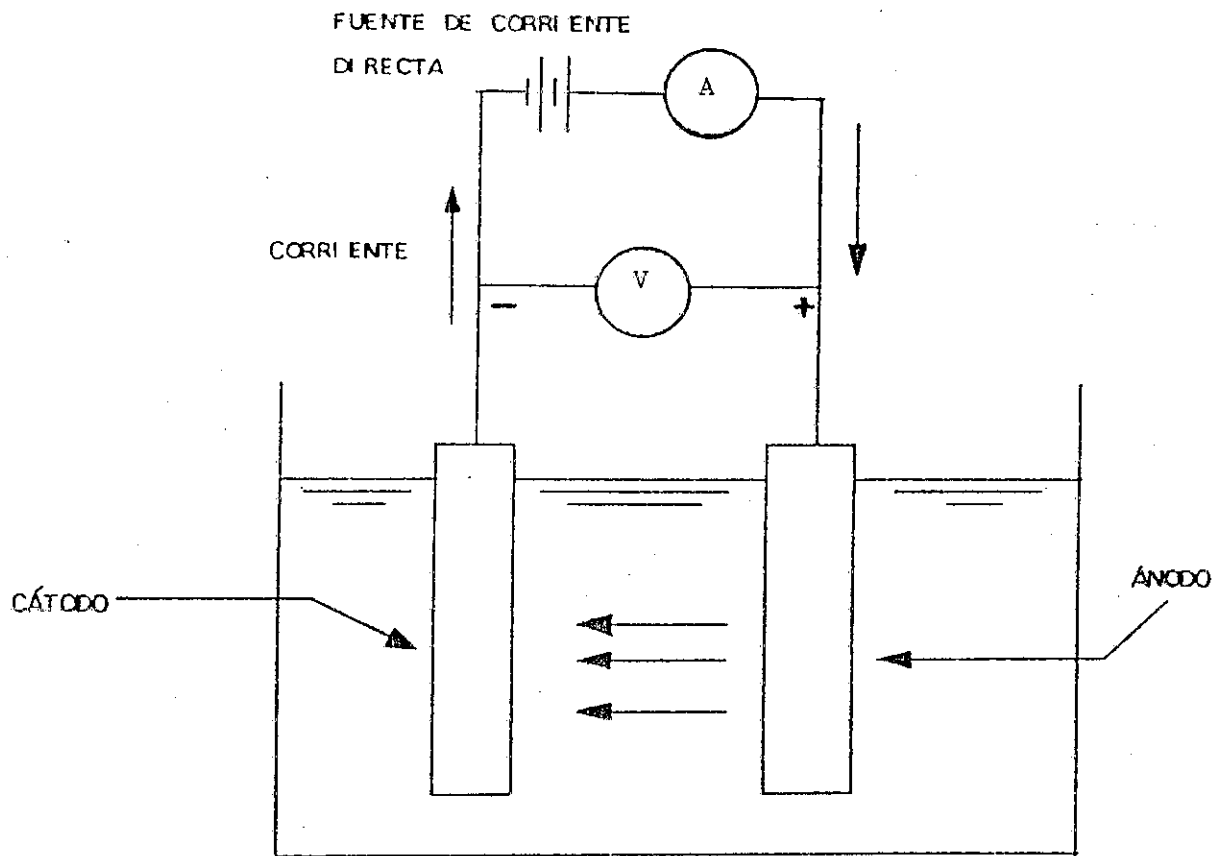 FUENTE DE CORRIENTE
DIRECTA
A
CORRIENTE
V
- +
CÁTODO
ÁNODO